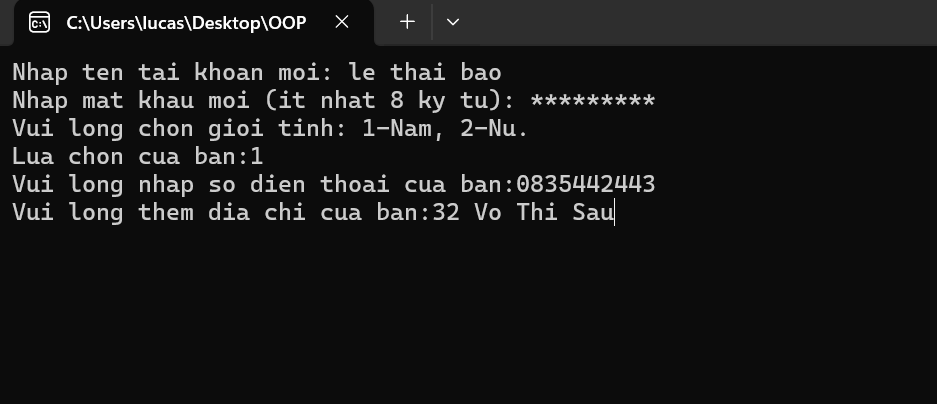 C:\Users\lucas\Desktop\OOP
Nhap ten tai khoan moi: le thai bao
Nhap mat khau moi (it nhat 8 ky tu): *********
Vui long chon gioi tinh: 1-Nam, 2-Nu.
Lua chon cua ban:1
Vui long nhap so dien thoai cua ban:0835442443
Vui long them dia chi cua ban:32 Vo Thi Sau